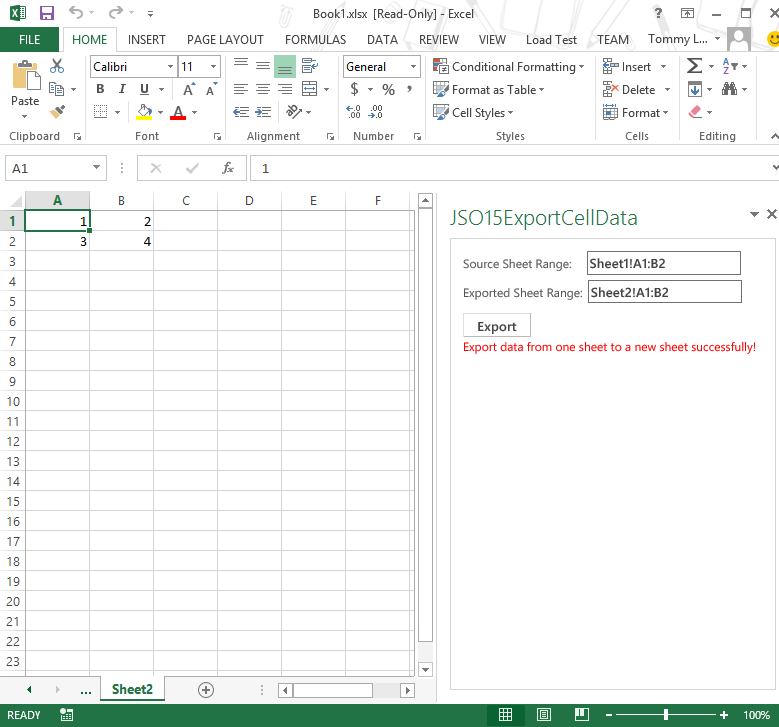 Book1.xlsx [Read-Only] - Excel
?
FILE HOME INSERT PAGE LAYOUT FORMULAS DATA REVIEW VIEW Load Test TEAM Tommy L...
Paste
Calibri 11
B I U A A
A
General
$ % ,
Conditional Formatting
Format as Table
Cell Styles
Insert
Delete
Format
Clipboard Font Alignment Number Styles Cells Editing
A1 fx 1
A B C D E F
1 1 2
2 3 4
3
4
5
6
7
8
9
10
11
12
13
14
15
16
17
18
19
20
21
22
23
JSO15ExportCellData
Source Sheet Range: Sheet1!A1:B2
Exported Sheet Range: Sheet2!A1:B2
Export
Export data from one sheet to a new sheet successfully!
... Sheet2
READY 100%